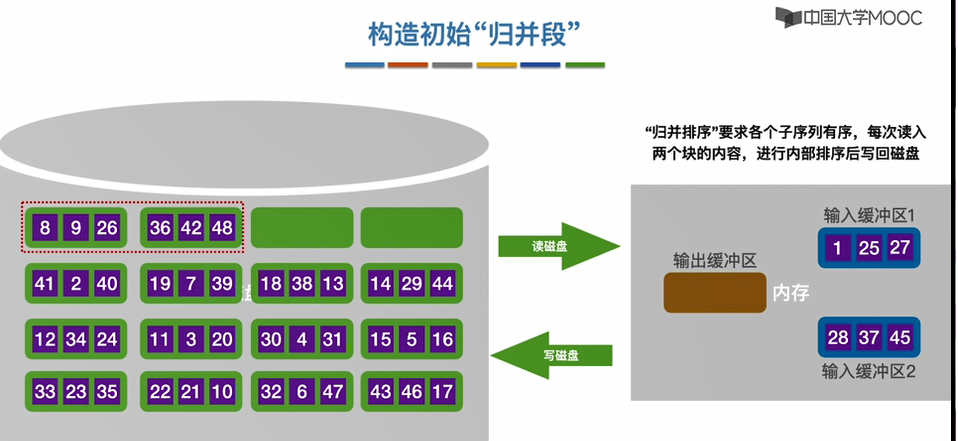 中国大学MOOC
构造初始“归并段”
“归并排序”要求各个子序列有序，每次读入
两个块的内容，进行内部排序后写回磁盘
8 9 26 36 42 48
41 2 40 19 7 39 18 38 13 14 29 44
盘
12 34 24 11 3 20 30 4 31 15 5 16
33 23 35 22 21 10 32 6 47 43 46 17
读磁盘
写磁盘
输入缓冲区1
1 25 27
输出缓冲区
内存
28 37 45
输入缓冲区2